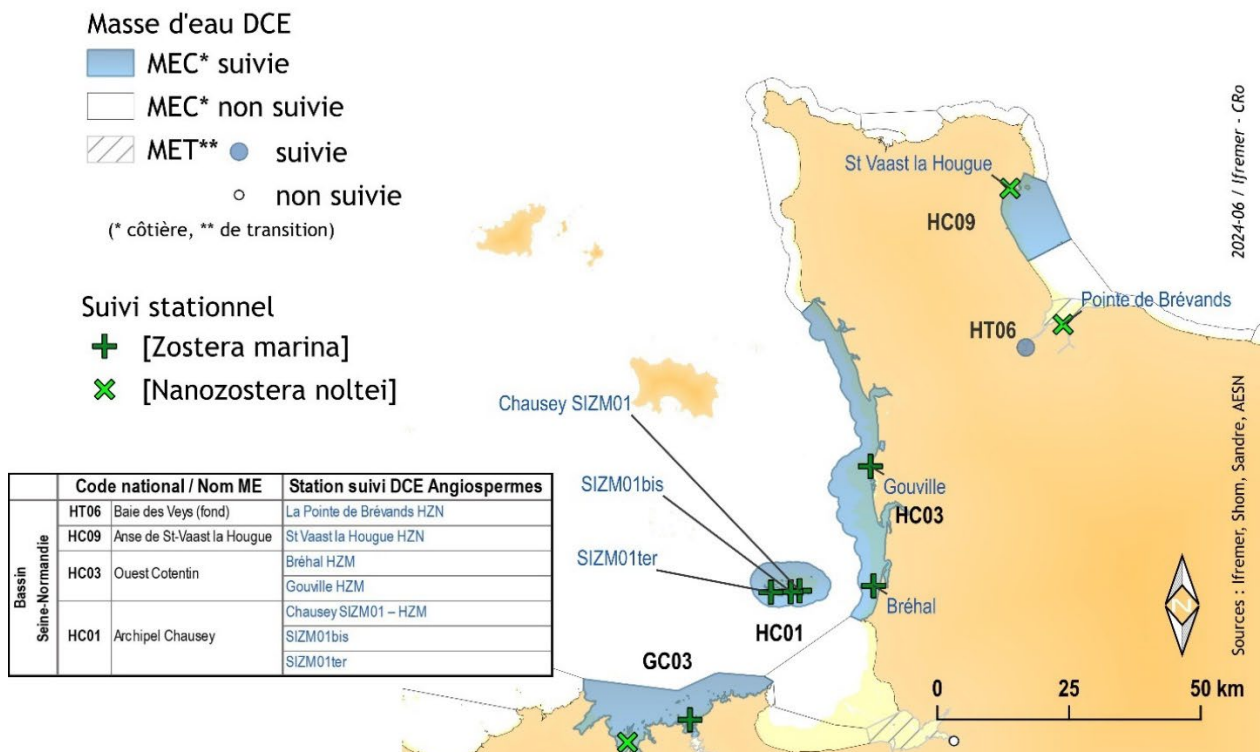 Masse d'eau DCE
MEC* suivie
MEC* non suivie
MET** suivie
non suivie
(* côtière, ** de transition)
Suivi stationnel
[Zostera marina]
[Nanozostera noltei]
St Vaast la Hougue
HC09
Pointe de Brévands
HT06
Chausey SIZM01
SIZM01bis
SIZM01ter
Gouville
HC03
Bréhal
HC01
GC03
Code national / Nom ME Station suivi DCE Angiospermes
Bassin
Seine-Normandie
HT06 Baie des Veys (fond) La Pointe de Brévands HZN
HC09 Anse de St-Vaast la Hougue St Vaast la Hougue HZN
HC03 Ouest Cotentin Bréhal HZM
Gouville HZM
HC01 Archipel Chausey Chausey SIZM01 – HZM
SIZM01bis
SIZM01ter
N
0 25 50 km
2024-06 / Ifremer - CRo
Sources : Ifremer, Shom, Sandre, AESN